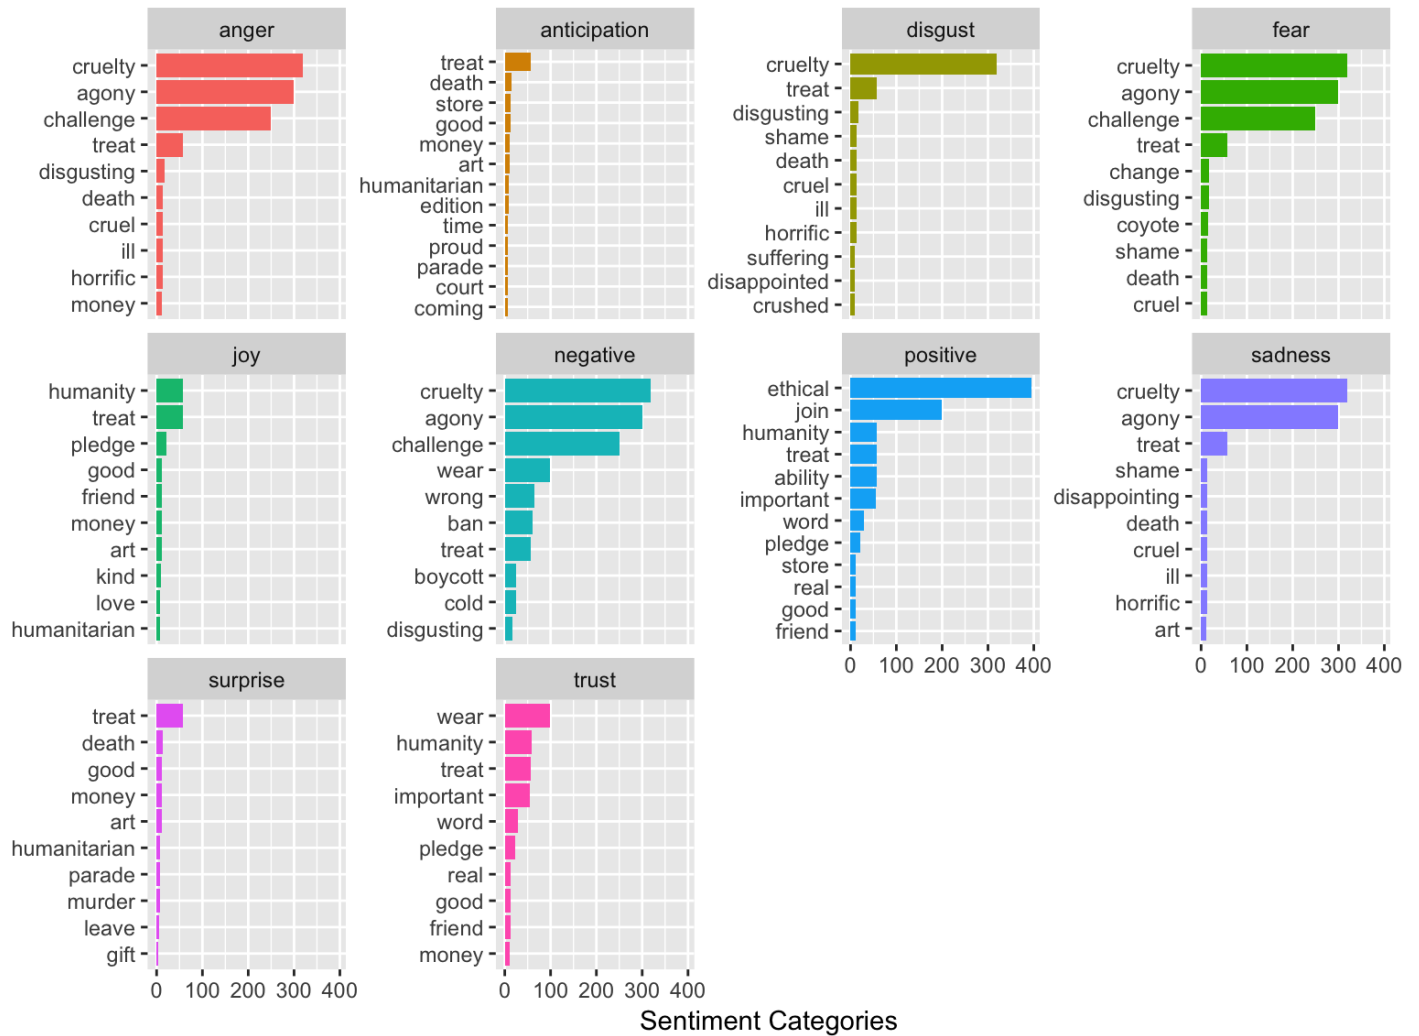 anger
cruelty
agony
challenge
treat
disgusting
death
cruel
ill
horrific
money
anticipation
treat
death
store
good
money
art
humanitarian
edition
time
proud
parade
court
coming
disgust
cruelty
treat
disgusting
shame
death
cruel
ill
horrific
suffering
disappointed
crushed
fear
cruelty
agony
challenge
treat
change
disgusting
coyote
shame
death
cruel
joy
humanity
treat
pledge
good
friend
money
art
kind
love
humanitarian
negative
cruelty
agony
challenge
wear
wrong
ban
treat
boycott
cold
disgusting
positive
ethical
join
humanity
treat
ability
important
word
pledge
store
real
good
friend
0 100 200 300 400
sadness
cruelty
agony
treat
shame
disappointing
death
cruel
ill
horrific
art
0 100 200 300 400
surprise
treat
death
good
money
art
humanitarian
parade
murder
leave
gift
0 100 200 300 400
trust
wear
humanity
treat
important
word
pledge
real
good
friend
money
0 100 200 300 400
Sentiment Categories